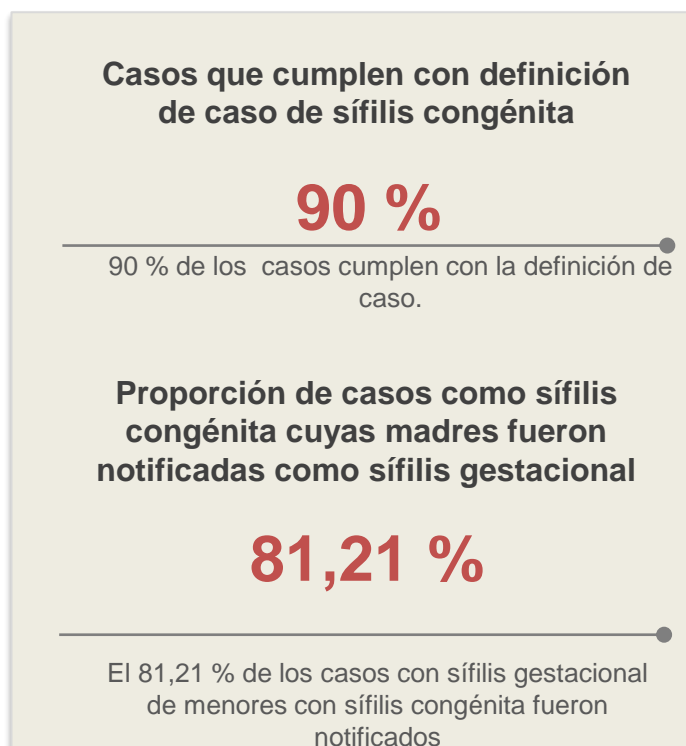 Casos que cumplen con definición
de caso de sífilis congénita
90 %
90 % de los casos cumplen con la definición de
caso.
Proporción de casos como sífilis
congénita cuyas madres fueron
notificadas como sífilis gestacional
81,21 %
El 81,21 % de los casos con sífilis gestacional
de menores con sífilis congénita fueron
notificados